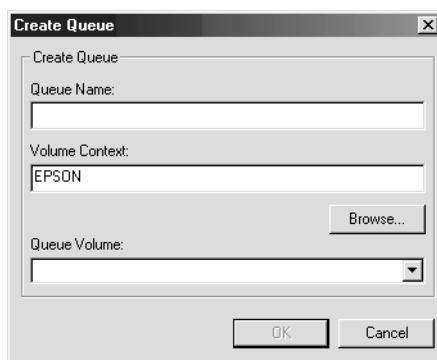 Create Queue
Create Queue
Queue Name:
Volume Context:
EPSON
Browse...
Queue Volume:
OK
Cancel